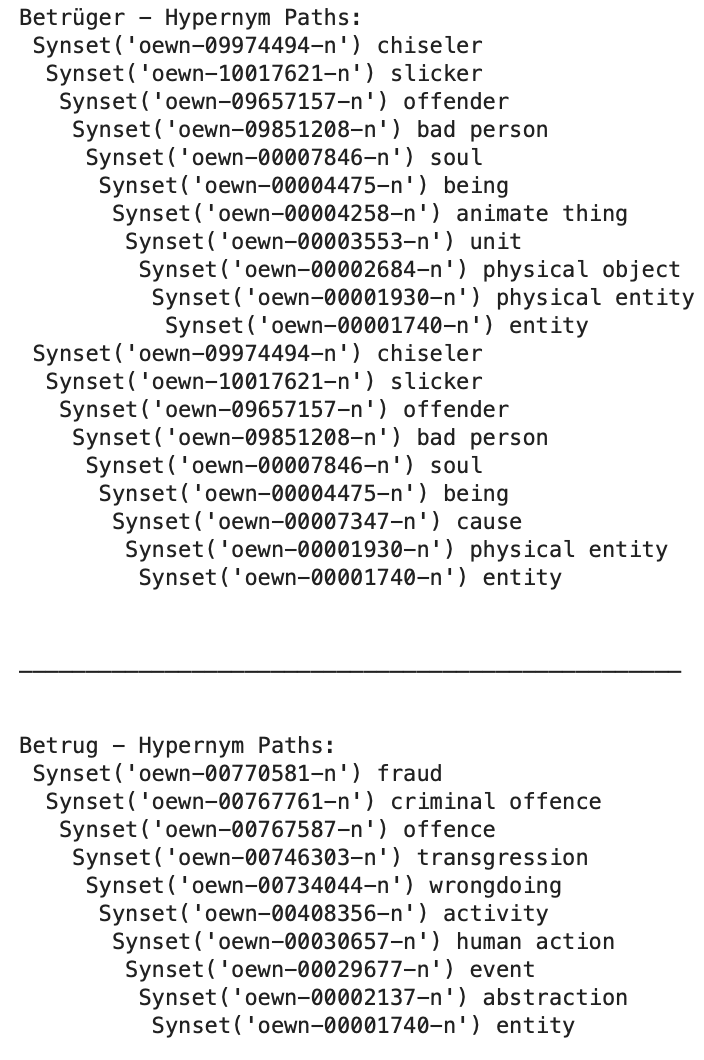 Betrüger – Hypernym Paths:
Synset('oewn-09974494-n') chiseler
Synset('oewn-10017621-n') slicker
Synset('oewn-09657157-n') offender
Synset('oewn-09851208-n') bad person
Synset('oewn-00007846-n') soul
Synset('oewn-00004475-n') being
Synset('oewn-00004258-n') animate thing
Synset('oewn-00003553-n') unit
Synset('oewn-00002684-n') physical object
Synset('oewn-00001930-n') physical entity
Synset('oewn-00001740-n') entity
Synset('oewn-09974494-n') chiseler
Synset('oewn-10017621-n') slicker
Synset('oewn-09657157-n') offender
Synset('oewn-09851208-n') bad person
Synset('oewn-00007846-n') soul
Synset('oewn-00004475-n') being
Synset('oewn-00007347-n') cause
Synset('oewn-00001930-n') physical entity
Synset('oewn-00001740-n') entity
Betrug – Hypernym Paths:
Synset('oewn-00770581-n') fraud
Synset('oewn-00767761-n') criminal offence
Synset('oewn-00767587-n') offence
Synset('oewn-00746303-n') transgression
Synset('oewn-00734044-n') wrongdoing
Synset('oewn-00408356-n') activity
Synset('oewn-00030657-n') human action
Synset('oewn-00029677-n') event
Synset('oewn-00002137-n') abstraction
Synset('oewn-00001740-n') entity